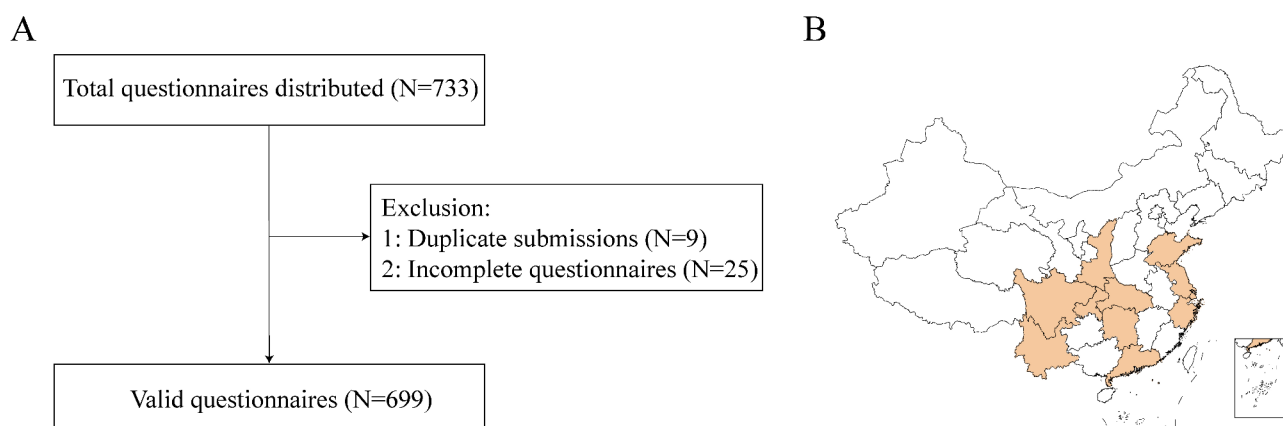 A
Total questionnaires distributed (N=733)
Exclusion:
1: Duplicate submissions (N=9)
2: Incomplete questionnaires (N=25)
Valid questionnaires (N=699)
B